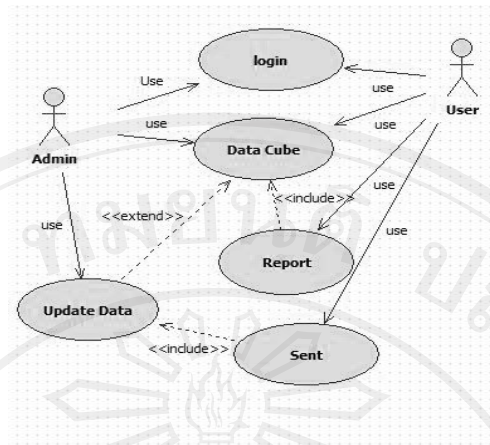 login
Use
use
User
use
Admin
use
Data Cube
use
<<extend>>
<<include>>
use
use
Report
use
Update Data
<<include>>
Sent